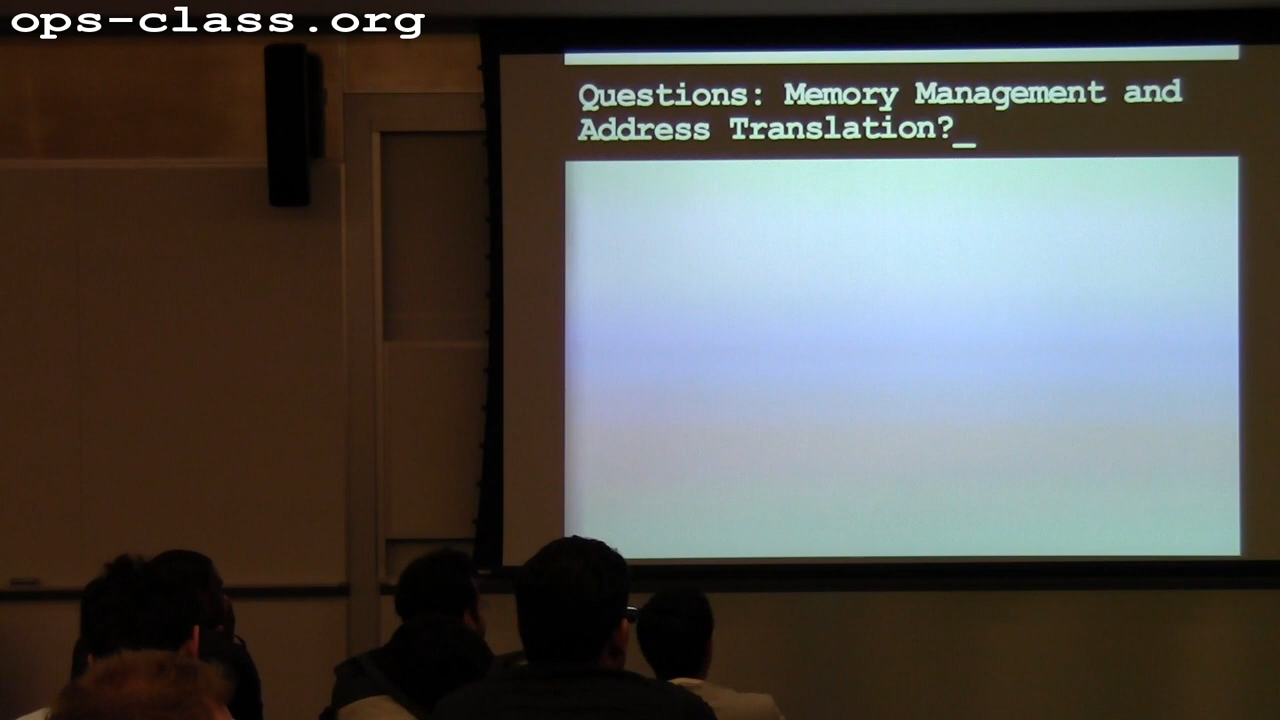 ops-class.org
Questions: Memory Management and
Address Translation?_